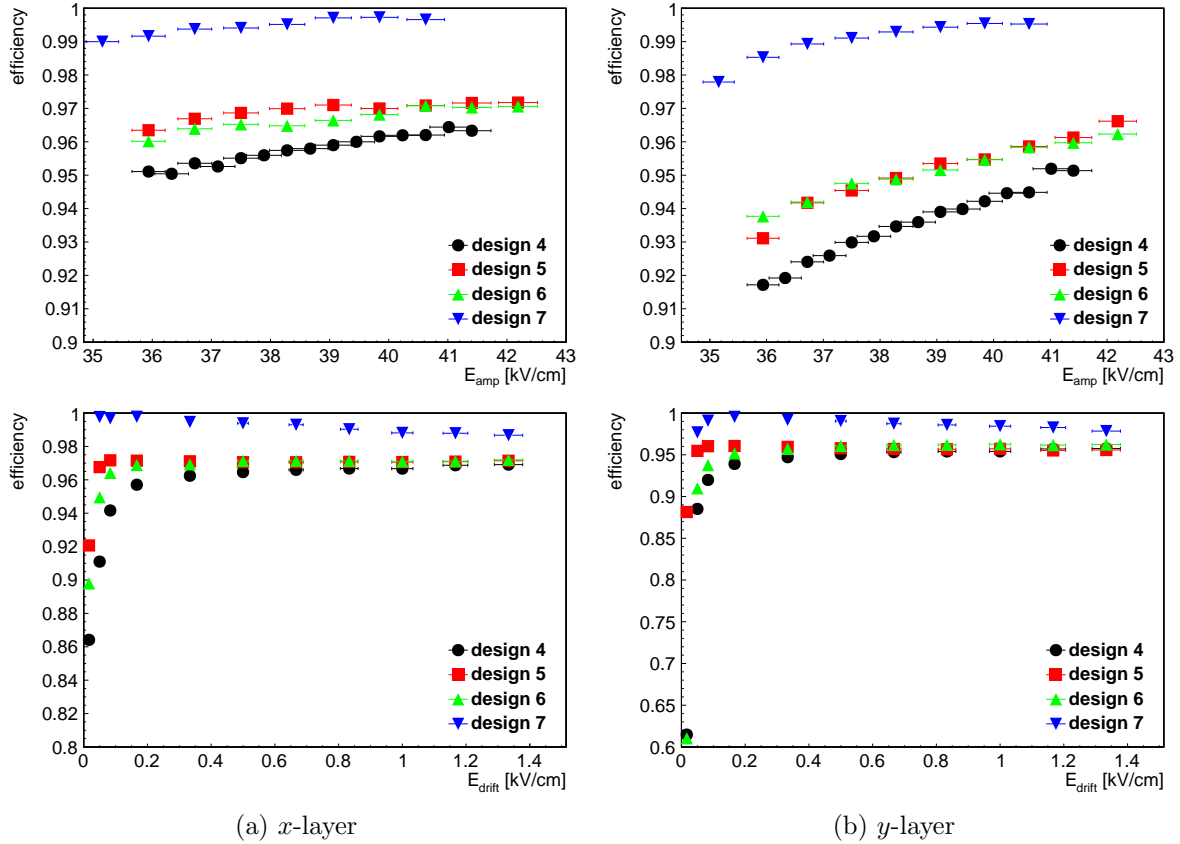 efficiency
1
0.99
0.98
0.97
0.96
0.95
0.94
0.93
0.92
0.91
0.9
design 4
design 5
design 6
design 7
35 36 37 38 39 40 41 42 43
E_amp [kV/cm]
efficiency
1
0.99
0.98
0.97
0.96
0.95
0.94
0.93
0.92
0.91
0.9
design 4
design 5
design 6
design 7
35 36 37 38 39 40 41 42 43
E_amp [kV/cm]
efficiency
1
0.98
0.96
0.94
0.92
0.9
0.88
0.86
0.84
0.82
0.8
design 4
design 5
design 6
design 7
0 0.2 0.4 0.6 0.8 1 1.2 1.4
E_drift [kV/cm]
efficiency
1
0.95
0.9
0.85
0.8
0.75
0.7
0.65
0.6
design 4
design 5
design 6
design 7
0 0.2 0.4 0.6 0.8 1 1.2 1.4
E_drift [kV/cm]
(a) x-layer
(b) y-layer